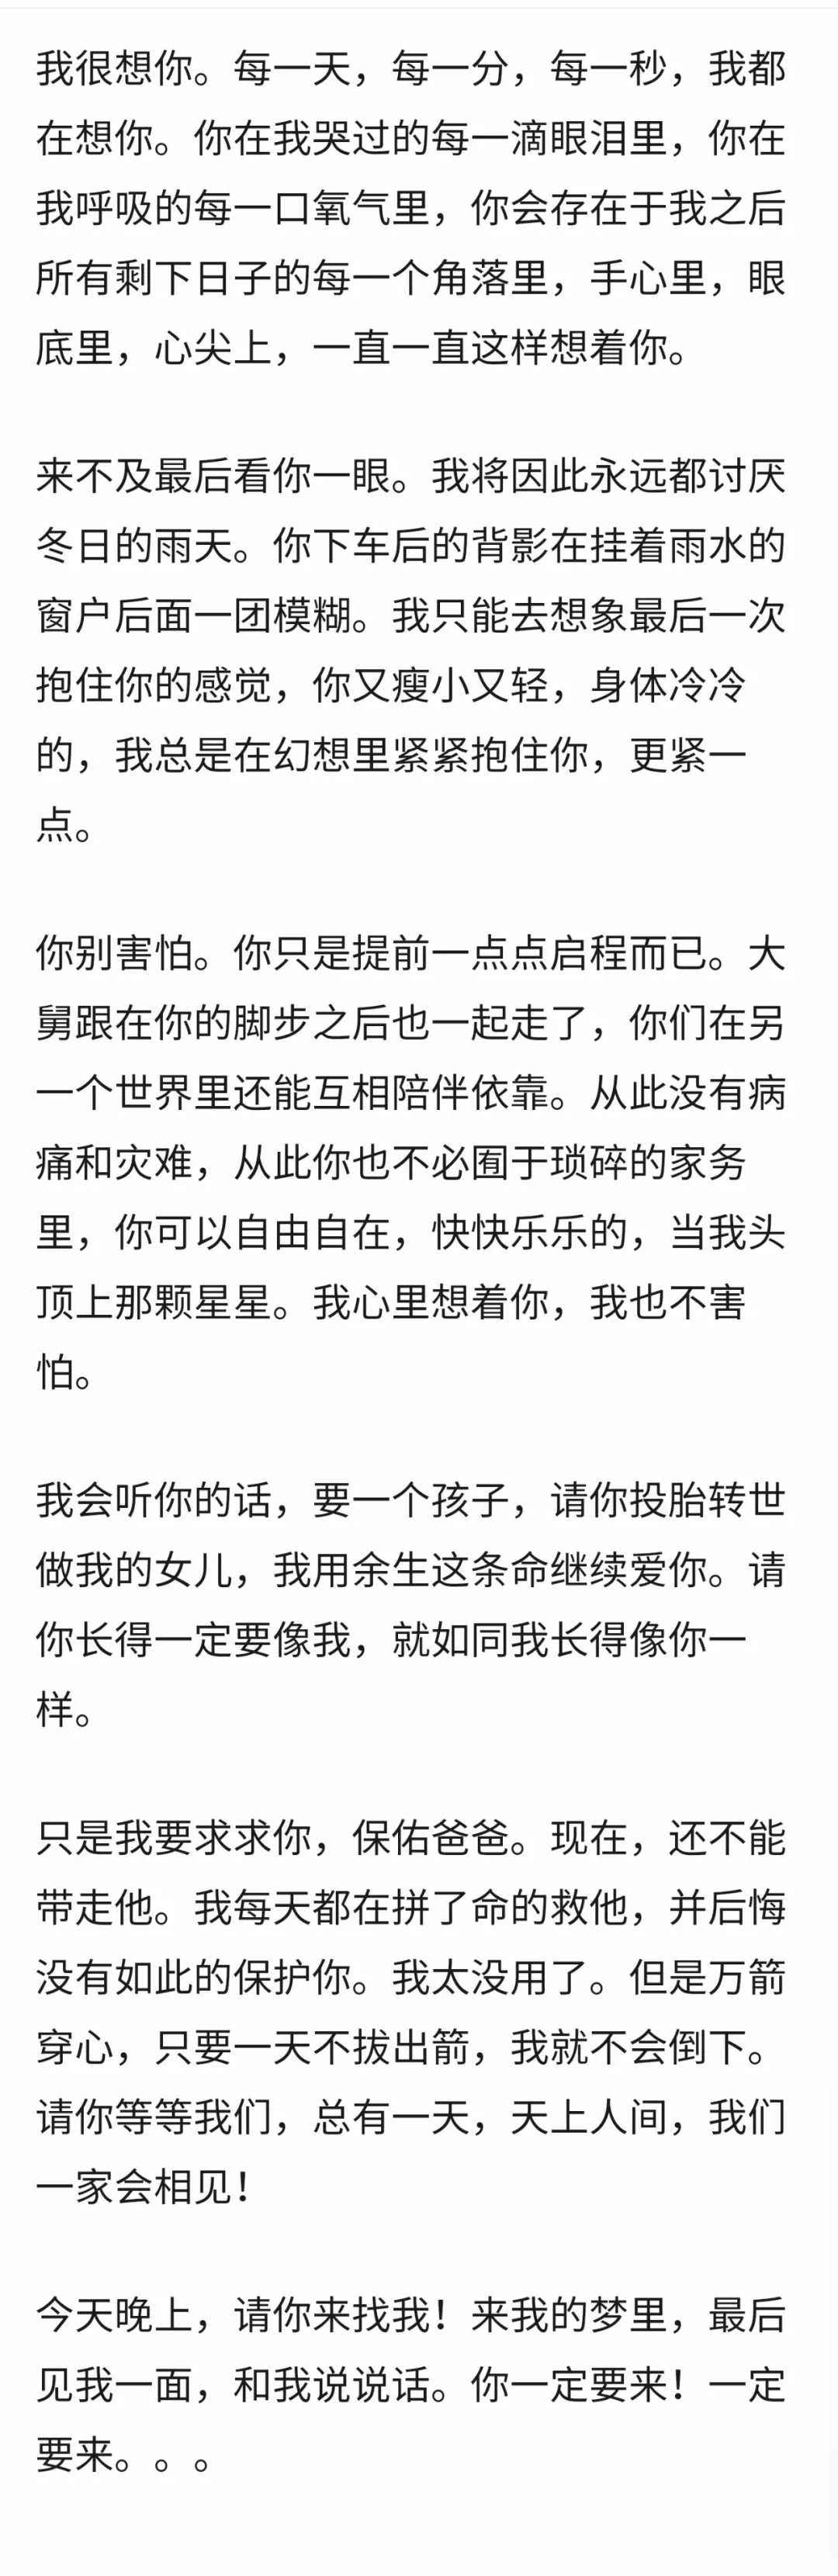 我很想你。每一天，每一分，每一秒，我都
在想你。你在我哭过的每一滴眼泪里，你在
我呼吸的每一口氧气里，你会存在于我之后
所有剩下日子的每一个角落里，手心里，眼
底里，心尖上，一直一直这样想着你。
来不及最后看你一眼。我将因此永远都讨厌
冬日的雨天。你下车后的背影在挂着雨水的
窗户后面一团模糊。我只能去想象最后一次
抱住你的感觉，你又瘦小又轻，身体冷冷
的，我总是在幻想里紧紧抱住你，更紧一
点。
你别害怕。你只是提前一点点启程而已。大
舅跟在你的脚步之后也一起走了，你们在另
一个世界里还能互相陪伴依靠。从此没有病
痛和灾难，从此你也不必囿于琐碎的家务
里，你可以自由自在，快快乐乐的，当我头
顶上那颗星星。我心里想着你，我也不害
怕。
我会听你的话，要一个孩子，请你投胎转世
做我的女儿，我用余生这条命继续爱你。请
你长得一定要像我，就如同我长得像你一
样。
只是我要求求你，保佑爸爸。现在，还不能
带走他。我每天都在拼了命的救他，并后悔
没有如此的保护你。我太没用了。但是万箭
穿心，只要一天不拔出箭，我就不会倒下。
请你等等我们，总有一天，天上人间，我们
一家会相见！
今天晚上，请你来找我！来我的梦里，最后
见我一面，和我说说话。你一定要来！一定
要来。。。